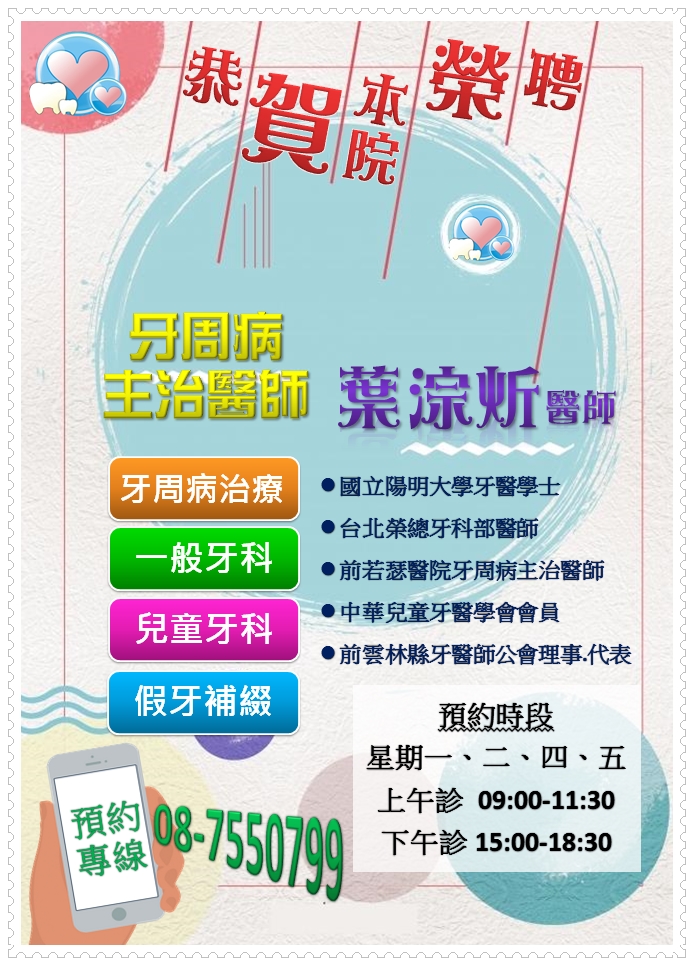 恭賀本院榮聘
牙周病
主治醫師
葉淙炘醫師
牙周病治療
一般牙科
兒童牙科
假牙補綴
●國立陽明大學牙醫學士
●台北榮總牙科部醫師
●前若瑟醫院牙周病主治醫師
●中華兒童牙醫學會會員
●前雲林縣牙醫師公會理事.代表
預約時段
星期一、二、四、五
上午診 09:00-11:30
下午診 15:00-18:30
預約
專線
08-7550799